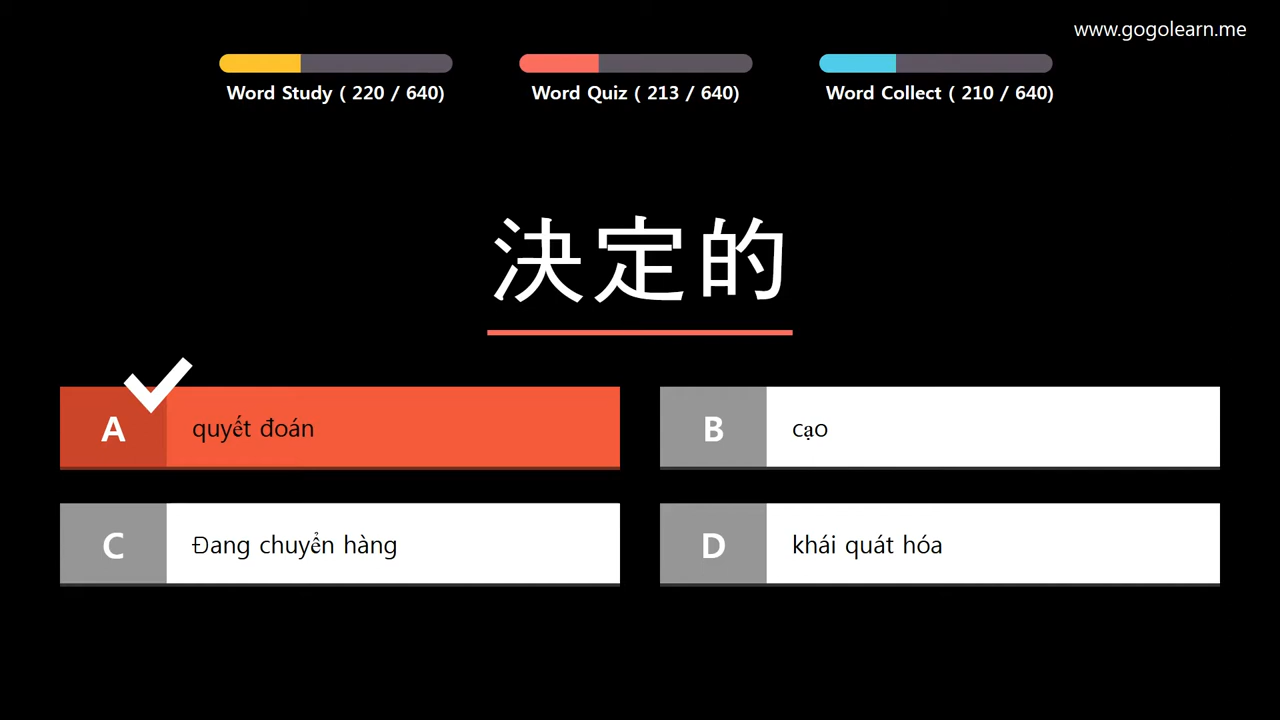 www.gogolearn.me
Word Study ( 220 / 640)
Word Quiz ( 213 / 640)
Word Collect ( 210 / 640)
決定的
A quyết đoán
B cạo
C Đang chuyển hàng
D khái quát hóa